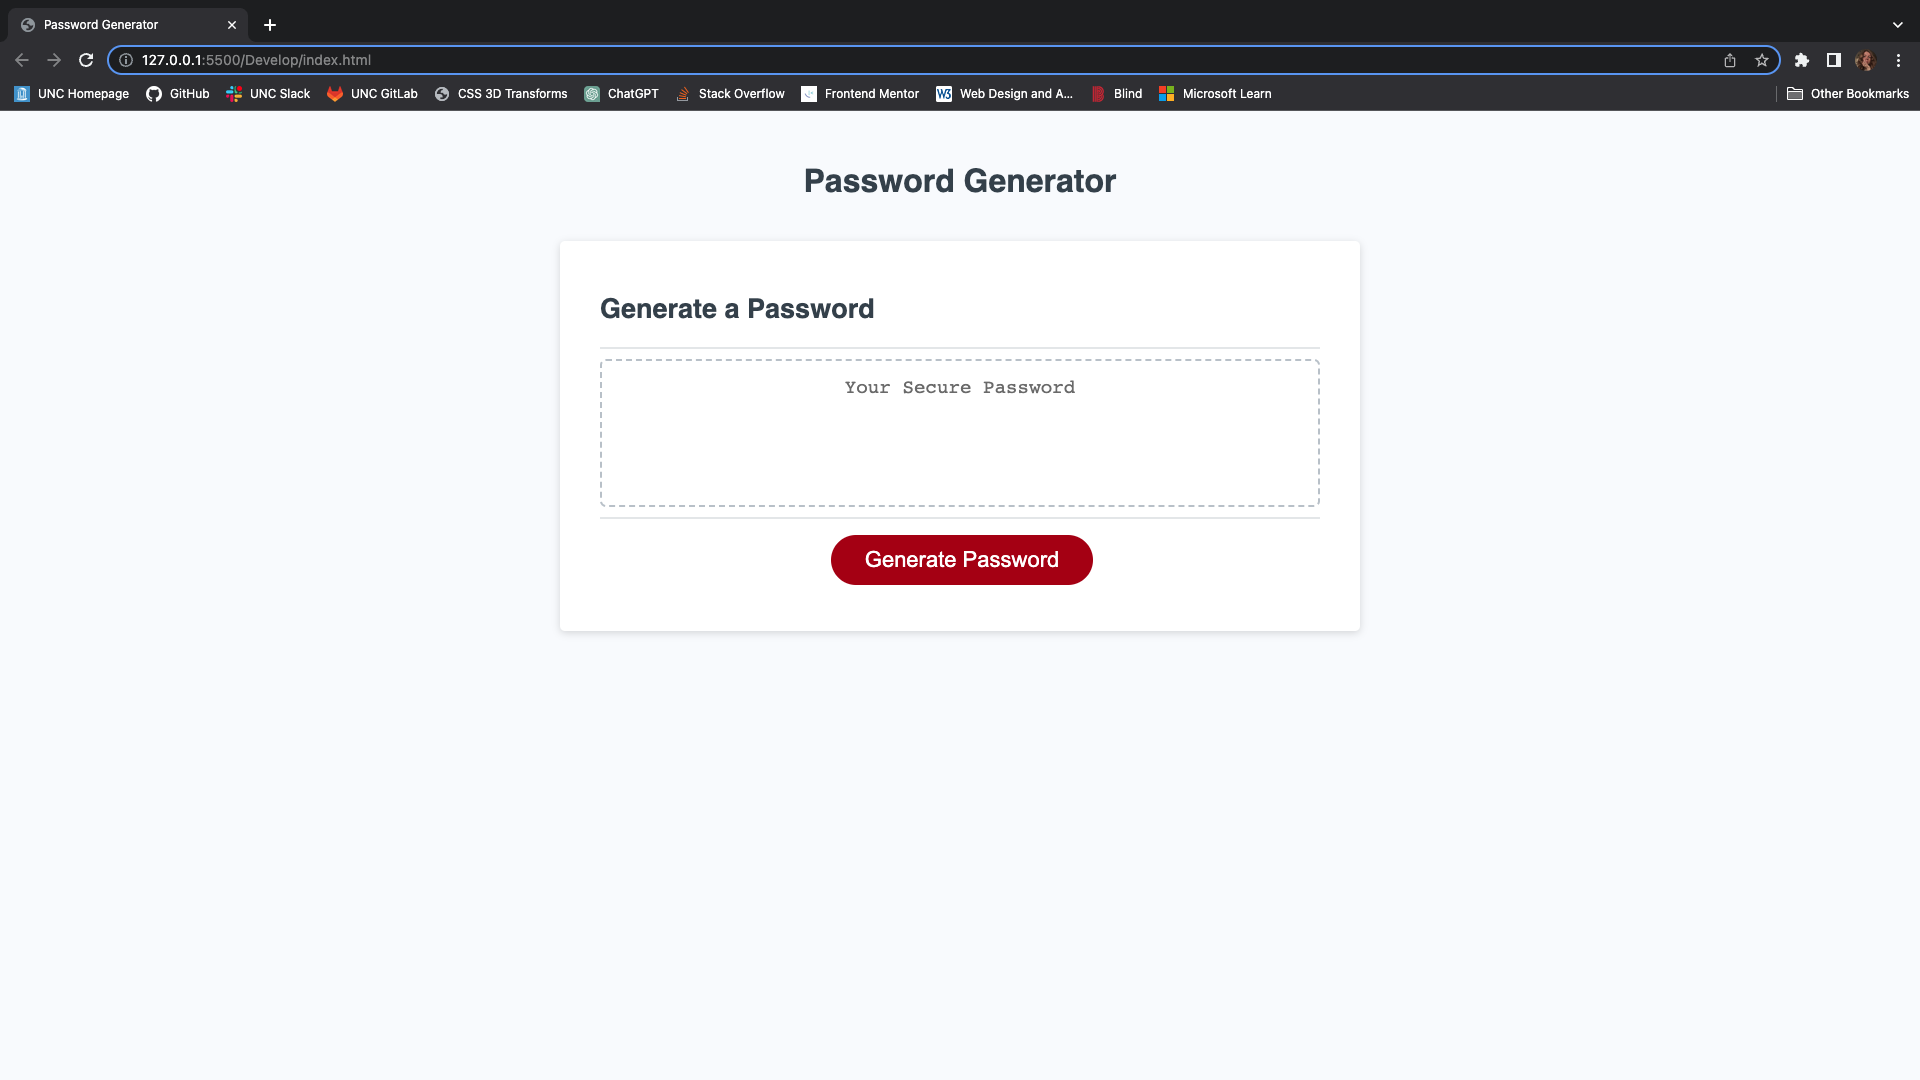 Password Generator
127.0.0.1:5500/Develop/index.html
UNC Homepage GitHub UNC Slack UNC GitLab CSS 3D Transforms ChatGPT Stack Overflow Frontend Mentor W3 Web Design and A... Blind Microsoft Learn Other Bookmarks
Password Generator
Generate a Password
Your Secure Password
Generate Password